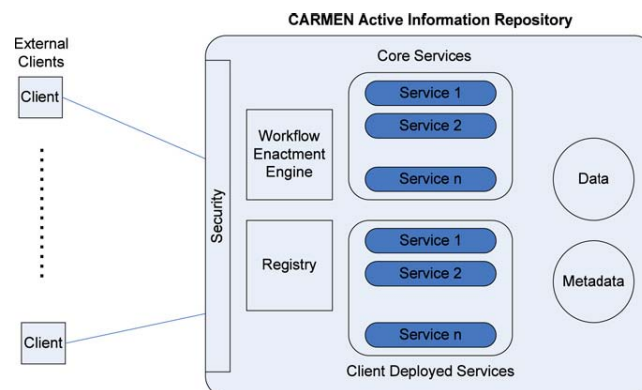 CARMEN Active Information Repository
External
Clients
Client
Client
Security
Workflow
Enactment
Engine
Registry
Core Services
Service 1
Service 2
Service n
Service 1
Service 2
Service n
Client Deployed Services
Data
Metadata